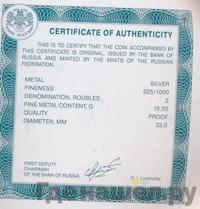 CERTIFICATE OF AUTHENTICITY
THIS IS TO CERTIFY THAT THE COIN ACCOMPANIED BY
THIS CERTIFICATE IS ORIGINAL, ISSUED BY THE BANK OF
RUSSIA AND MINTED BY THE MINTS OF THE RUSSIAN
FEDERATION.
METAL SILVER
FINENESS 925/1000
DENOMINATION, ROUBLES 2
FINE METAL CONTENT, G 15,55
QUALITY PROOF
DIAMETER, MM 33,0
FIRST DEPUTY
CHAIRMAN
OF THE BANK OF RUSSIA